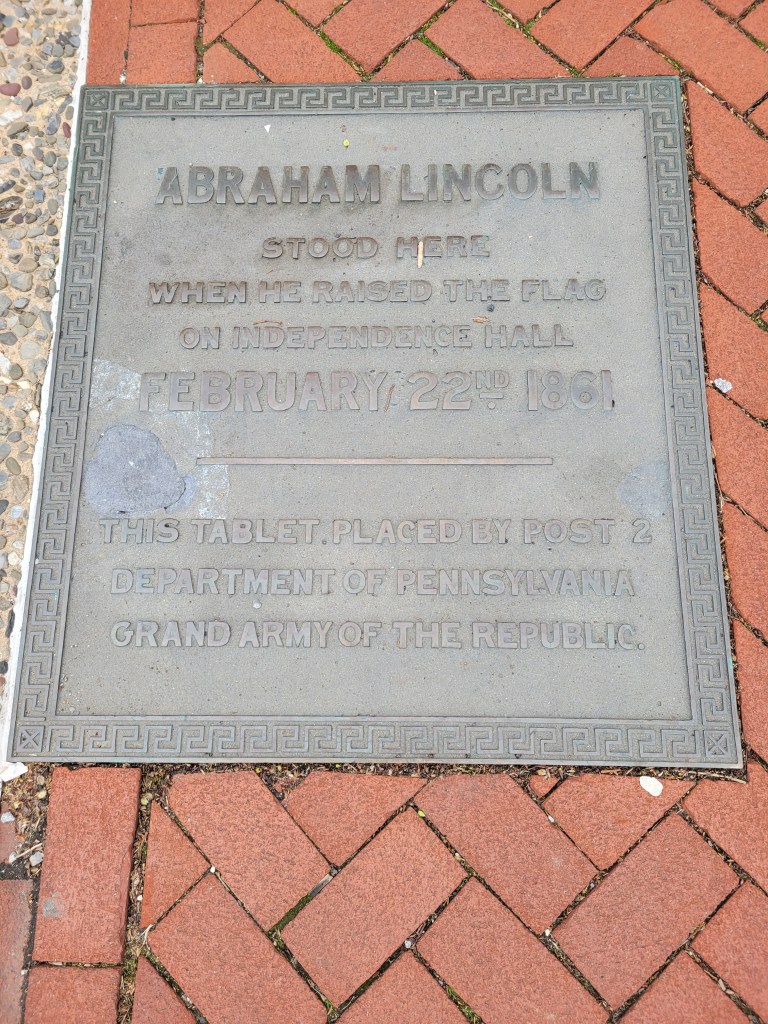 ABRAHAM LINCOLN
STOOD HERE
WHEN HE RAISED THE FLAG
ON INDEPENDENCE HALL
FEBRUARY 22ND 1861
THIS TABLET PLACED BY POST 2
DEPARTMENT OF PENNSYLVANIA
GRAND ARMY OF THE REPUBLIC.